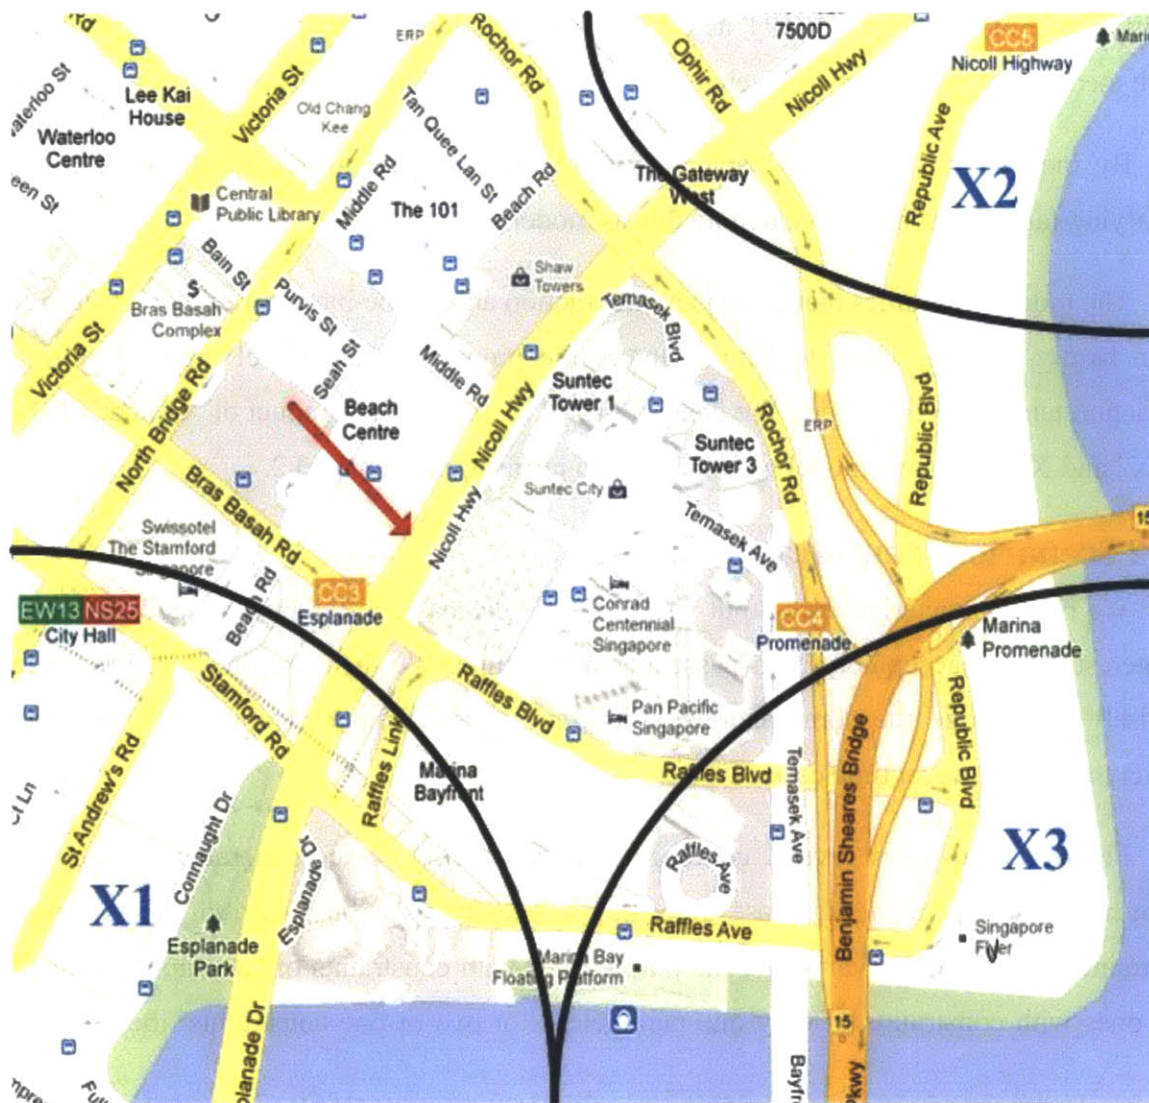 Rd
ERP
Rochor Rd
Ophir Rd
7500D
Nicoll Hwy
CC5
Nicoll Highway
Waterloo St
Lee Kai
House
Victoria St
Old Chang
Kee
Tan Quee Lan St
Republic Ave
Waterloo
Centre
Middle Rd
The Gateway
West
X2
Central
Public Library
The 101
Beach Rd
Bain St
Shaw
Towers
$
Bras Basah
Complex
Purvis St
Temasek Blvd
Victoria St
North Bridge Rd
Seah St
Middle Rd
Nicoll Hwy
Suntec
Tower 1
Beach
Centre
Rochor Rd
ERP
Republic Blvd
Suntec
Tower 3
Bras Basah Rd
Nicoll Hwy
Suntec City
Temasek Ave
15
Swissotel
The Stamford
Singapore
Beach Rd
CC3
Esplanade
Conrad
Centennial
Singapore
CC4
Promenade
EW13 NS25
City Hall
Marina
Promenade
Stamford Rd
Raffles Blvd
Pan Pacific
Singapore
Republic Blvd
Raffles Link
Marina
Bayfront
Raffles Blvd
Temasek Ave
Benjamin Sheares Bridge
St Andrew's Rd
Connaught Dr
Esplanade Dr
Raffles Ave
X3
X1
Esplanade
Park
Raffles Ave
Singapore
Flyer
Marina Bay
Floating Platform
15